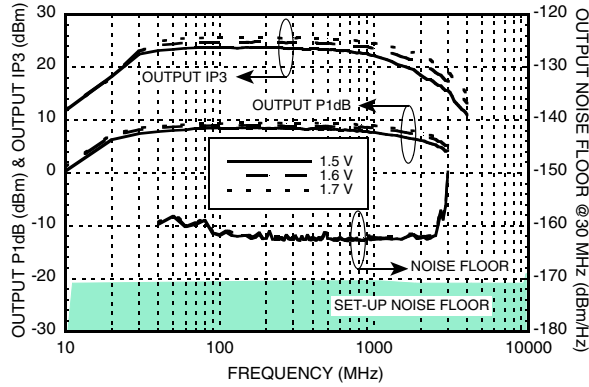 OUTPUT P1dB (dBm) & OUTPUT IP3 (dBm)
30
20
10
0
-10
-20
-30
OUTPUT IP3
OUTPUT P1dB
1.5 V
1.6 V
1.7 V
NOISE FLOOR
SET-UP NOISE FLOOR
-120
-130
-140
-150
-160
-170
-180
OUTPUT NOISE FLOOR @30 MHz (dBm/Hz)
10
100
1000
10000
FREQUENCY (MHz)